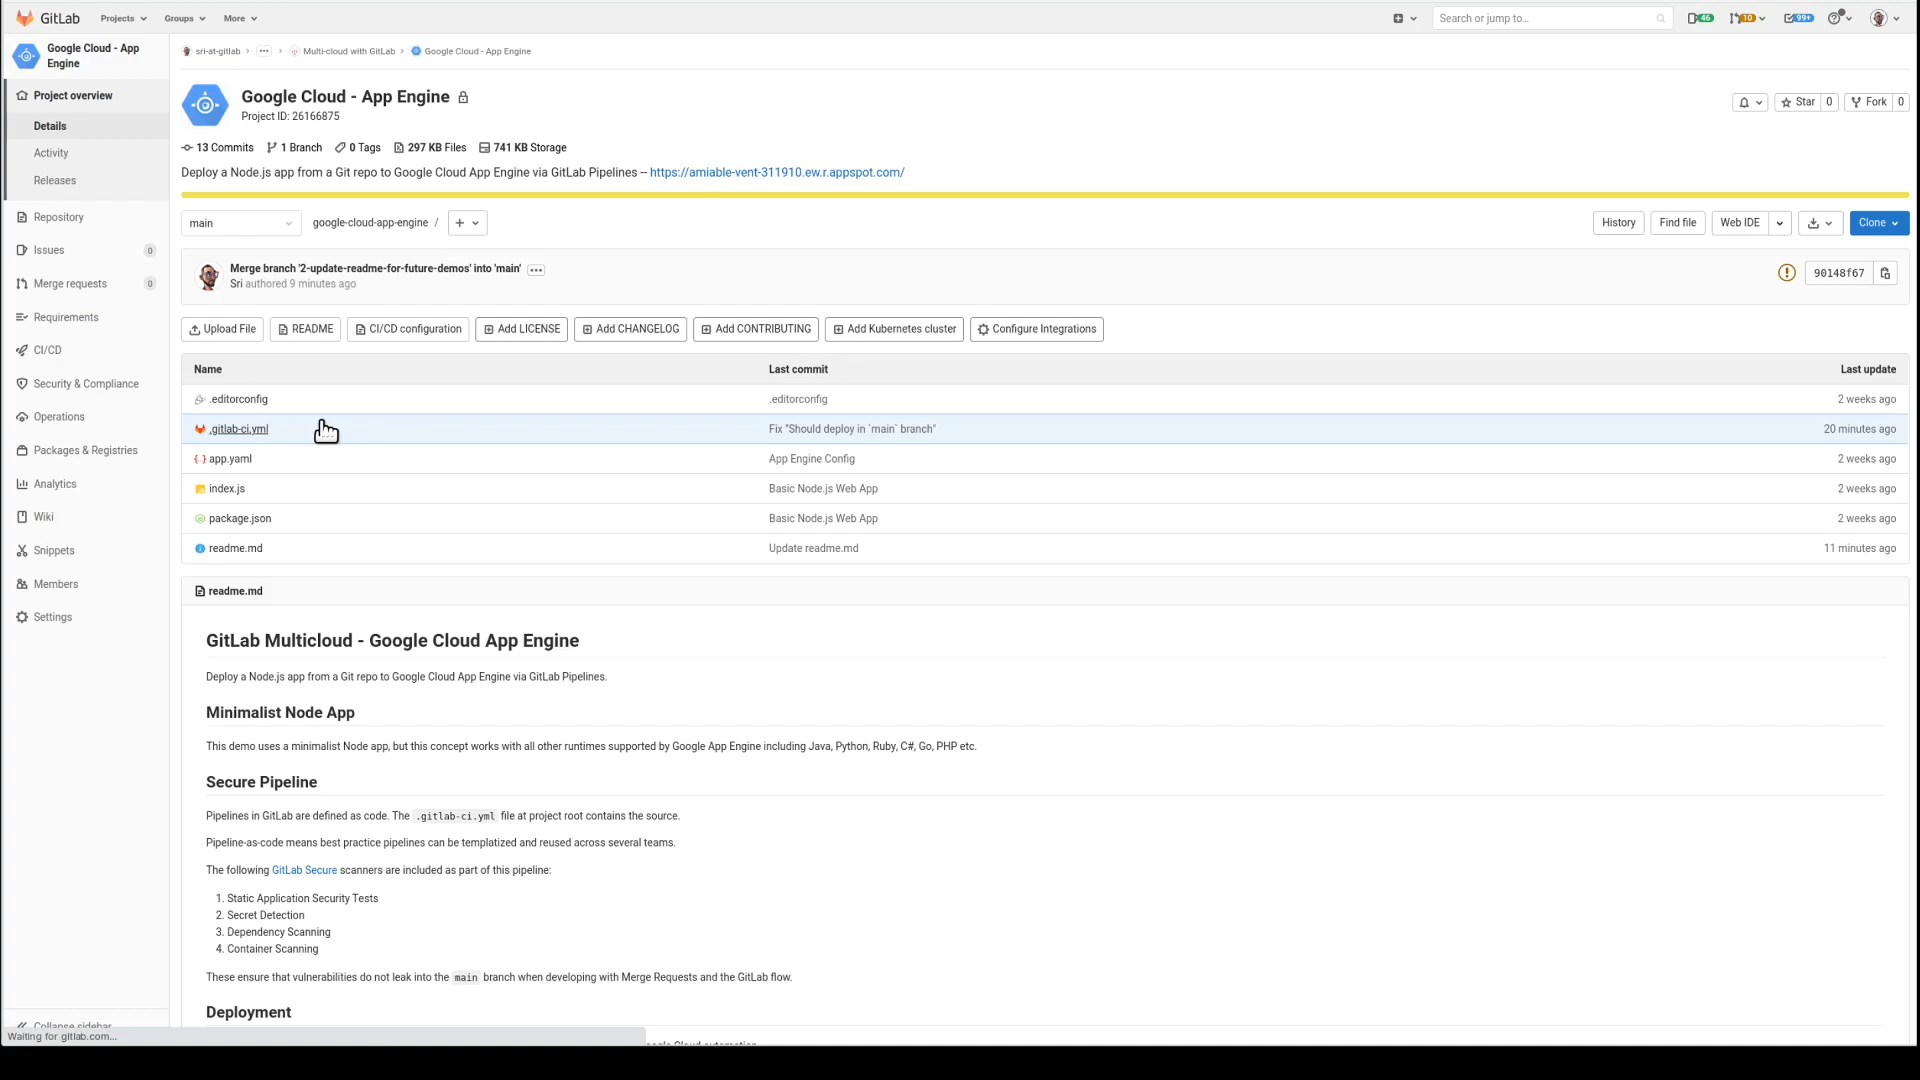 GitLab Projects Groups More Search or jump to... 46 10 99+
Google Cloud - App Engine
sri-at-gitlab > ... > Multi-cloud with GitLab > Google Cloud - App Engine
Project overview
Details
Activity
Releases
Repository
Issues 0
Merge requests 0
Requirements
CI/CD
Security & Compliance
Operations
Packages & Registries
Analytics
Wiki
Snippets
Members
Settings
Collapse sidebar
Google Cloud - App Engine
Project ID: 26166875
Star 0 Fork 0
13 Commits 1 Branch 0 Tags 297 KB Files 741 KB Storage
Deploy a Node.js app from a Git repo to Google Cloud App Engine via GitLab Pipelines -- https://amiable-vent-311910.ew.r.appspot.com/
main google-cloud-app-engine / + History Find file Web IDE Clone
Merge branch '2-update-readme-for-future-demos' into 'main' ...
Sri authored 9 minutes ago
90148f67
Upload File README CI/CD configuration Add LICENSE Add CHANGELOG Add CONTRIBUTING Add Kubernetes cluster Configure Integrations
Name Last commit Last update
.editorconfig .editorconfig 2 weeks ago
.gitlab-ci.yml Fix "Should deploy in `main` branch" 20 minutes ago
app.yaml App Engine Config 2 weeks ago
index.js Basic Node.js Web App 2 weeks ago
package.json Basic Node.js Web App 2 weeks ago
readme.md Update readme.md 11 minutes ago
readme.md
GitLab Multicloud - Google Cloud App Engine
Deploy a Node.js app from a Git repo to Google Cloud App Engine via GitLab Pipelines.
Minimalist Node App
This demo uses a minimalist Node app, but this concept works with all other runtimes supported by Google App Engine including Java, Python, Ruby, C#, Go, PHP etc.
Secure Pipeline
Pipelines in GitLab are defined as code. The .gitlab-ci.yml file at project root contains the source.
Pipeline-as-code means best practice pipelines can be templatized and reused across several teams.
The following GitLab Secure scanners are included as part of this pipeline:
1. Static Application Security Tests
2. Secret Detection
3. Dependency Scanning
4. Container Scanning
These ensure that vulnerabilities do not leak into the main branch when developing with Merge Requests and the GitLab flow.
Deployment
Cloud automation
Waiting for gitlab.com...